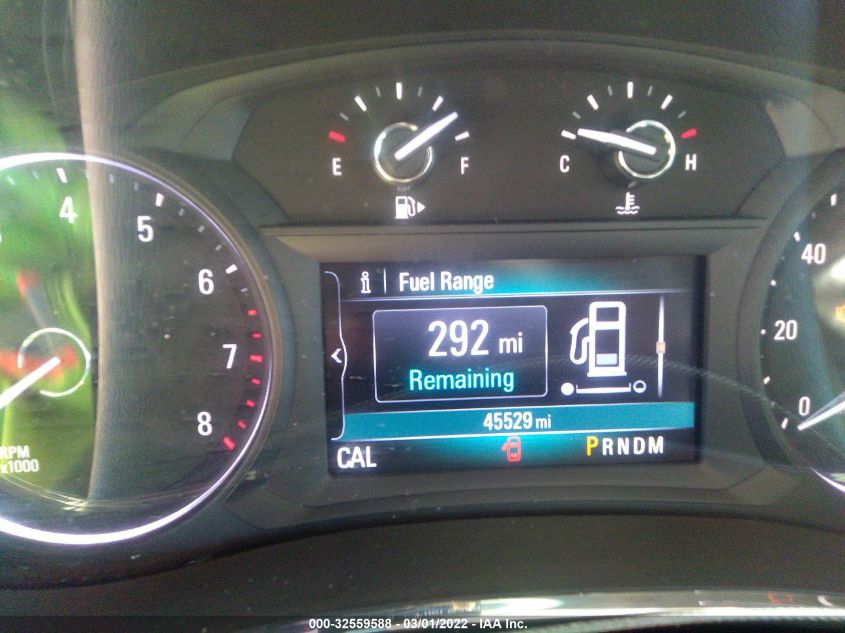 E F
C H
4
5
6
7
8
RPM
x1000
i Fuel Range
292 mi
Remaining
45529 mi
CAL PRNDM
40
20
0
000-32559588 - 03/01/2022 - IAA Inc.